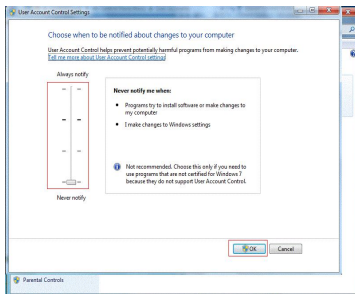 User Account Control Settings
Choose when to be notified about changes to your computer
User Account Control helps prevent potentially harmful programs from making changes to your computer.
Tell me more about User Account Control settings
Always notify
Never notify me when:
Programs try to install software or make changes to
my computer
I make changes to Windows settings
Not recommended. Choose this only if you need to
use programs that are not certified for Windows 7
because they do not support User Account Control.
Never notify
OK
Cancel
Parental Controls